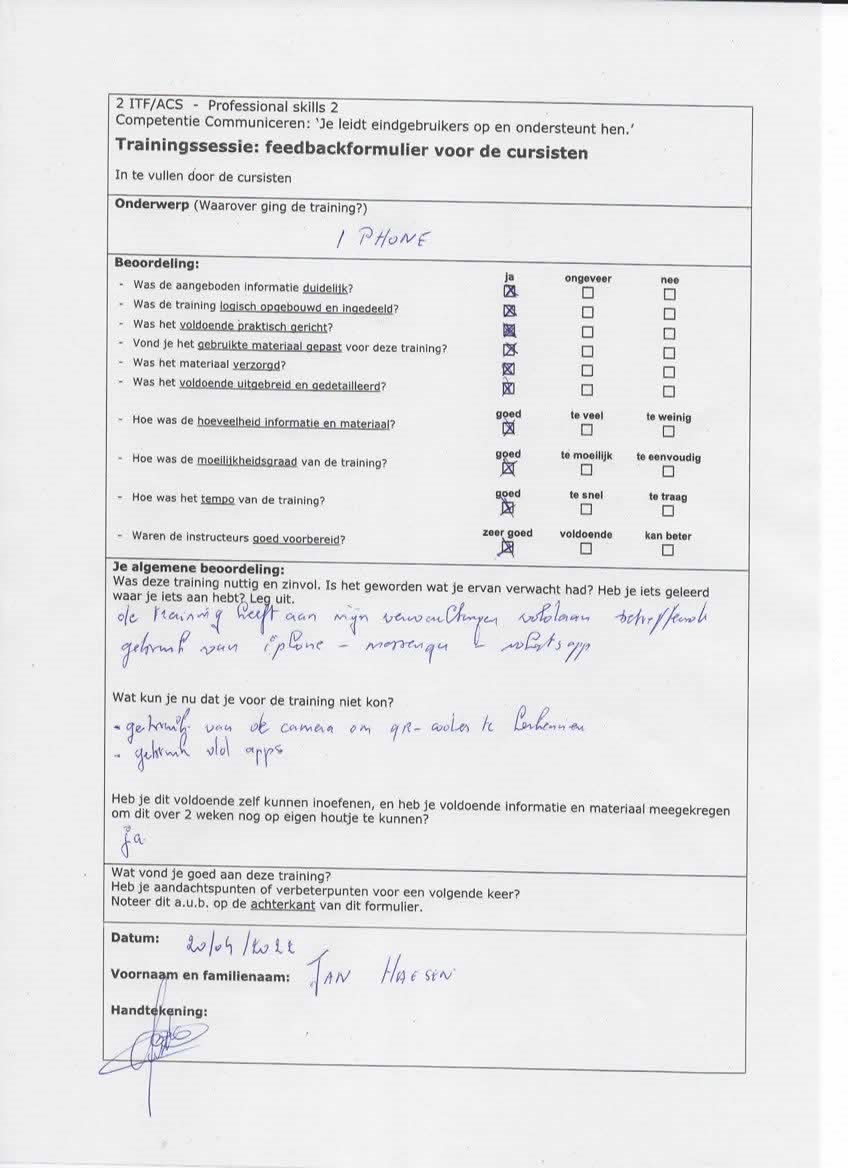 2 ITF/ACS - Professional skills 2
Competentie Communiceren: ‘Je leidt eindgebruikers op en ondersteunt hen.’
Trainingssessie: feedbackformulier voor de cursisten
In te vullen door de cursisten
Onderwerp (Waarover ging de training?)
I PHONE
Beoordeling:
ja ongeveer nee
- Was de aangeboden informatie duidelijk? ☒ ☐ ☐
- Was de training logisch opgebouwd en ingedeeld? ☒ ☐ ☐
- Was het voldoende praktisch gericht? ☒ ☐ ☐
- Vond je het gebruikte materiaal gepast voor deze training? ☒ ☐ ☐
- Was het materiaal verzorgd? ☒ ☐ ☐
- Was het voldoende uitgebreid en gedetailleerd? ☒ ☐ ☐
goed te veel te weinig
- Hoe was de hoeveelheid informatie en materiaal? ☒ ☐ ☐
goed te moeilijk te eenvoudig
- Hoe was de moeilijkheidsgraad van de training? ☒ ☐ ☐
goed te snel te traag
- Hoe was het tempo van de training? ☒ ☐ ☐
zeer goed voldoende kan beter
- Waren de instructeurs goed voorbereid? ☒ ☐ ☐
Je algemene beoordeling:
Was deze training nuttig en zinvol. Is het geworden wat je ervan verwacht had? Heb je iets geleerd
waar je iets aan hebt? Leg uit.
de training heeft aan mijn verwachtingen voldaan betreffende
gebruik van iphone - messenger & whatsapp
Wat kun je nu dat je voor de training niet kon?
- gebruik van de camera om qR-codes te herkennen
- gebruik vld apps
Heb je dit voldoende zelf kunnen inoefenen, en heb je voldoende informatie en materiaal meegekregen
om dit over 2 weken nog op eigen houtje te kunnen?
ja
Wat vond je goed aan deze training?
Heb je aandachtspunten of verbeterpunten voor een volgende keer?
Noteer dit a.u.b. op de achterkant van dit formulier.
Datum: 20/04/2022
Voornaam en familienaam: JAN HAESEN
Handtekening: